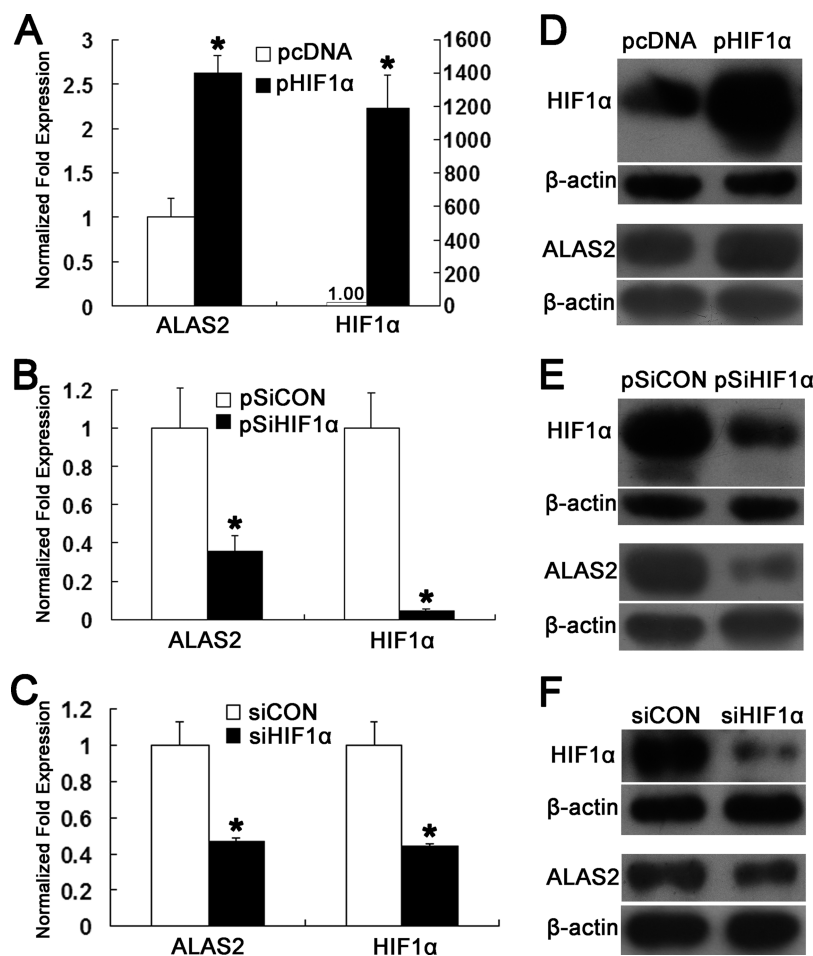 A
Normalized Fold Expression
3
2.5
2
1.5
1
0.5
0
1600
1400
1200
1000
800
600
400
200
0
pcDNA
pHIF1α
*
*
1.00
ALAS2
HIF1α
B
Normalized Fold Expression
1.2
1
0.8
0.6
0.4
0.2
0
pSiCON
pSiHIF1α
*
*
ALAS2
HIF1α
C
Normalized Fold Expression
1.2
1
0.8
0.6
0.4
0.2
0
siCON
siHIF1α
*
*
ALAS2
HIF1α
D
pcDNA pHIF1α
HIF1α
β-actin
ALAS2
β-actin
E
pSiCON pSiHIF1α
HIF1α
β-actin
ALAS2
β-actin
F
siCON siHIF1α
HIF1α
β-actin
ALAS2
β-actin